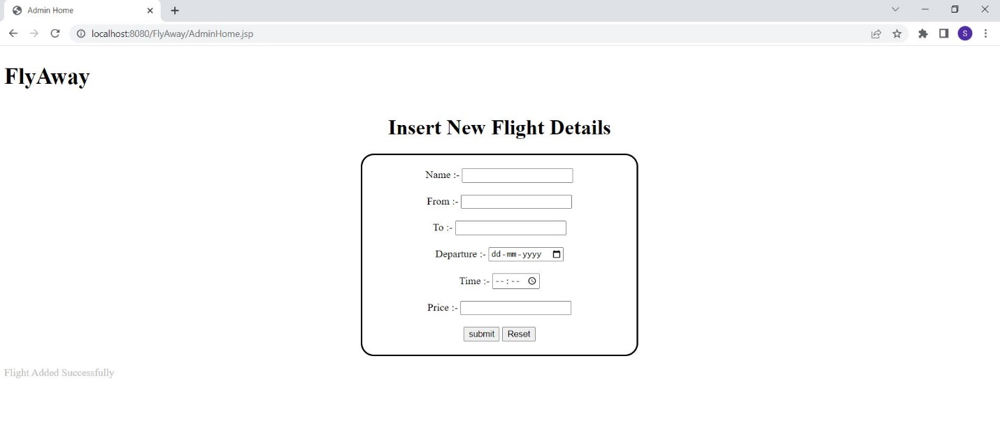 Admin Home
localhost:8080/FlyAway/AdminHome.jsp
S
FlyAway
Insert New Flight Details
Name :-
From :-
To :-
Departure :- dd-mm-yyyy
Time :- --:--
Price :-
submit Reset
Flight Added Successfully